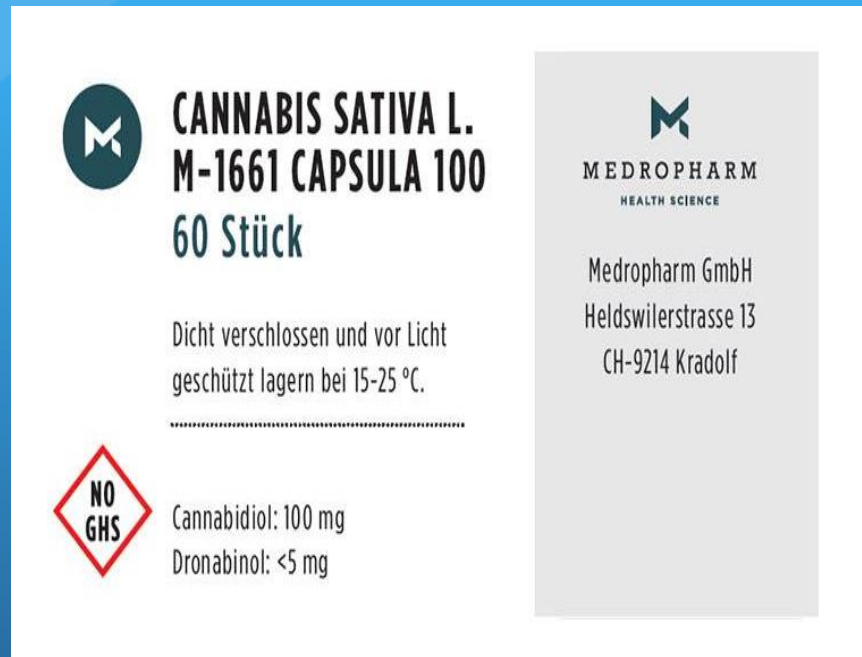 CANNABIS SATIVA L.
M-1661 CAPSULA 100
60 Stück
Dicht verschlossen und vor Licht
geschützt lagern bei 15-25 °C.
NO
GHS
Cannabidiol: 100 mg
Dronabinol: <5 mg
M
MEDROPHARM
HEALTH SCIENCE
Medropharm GmbH
Heldswilerstrasse 13
CH-9214 Kradolf